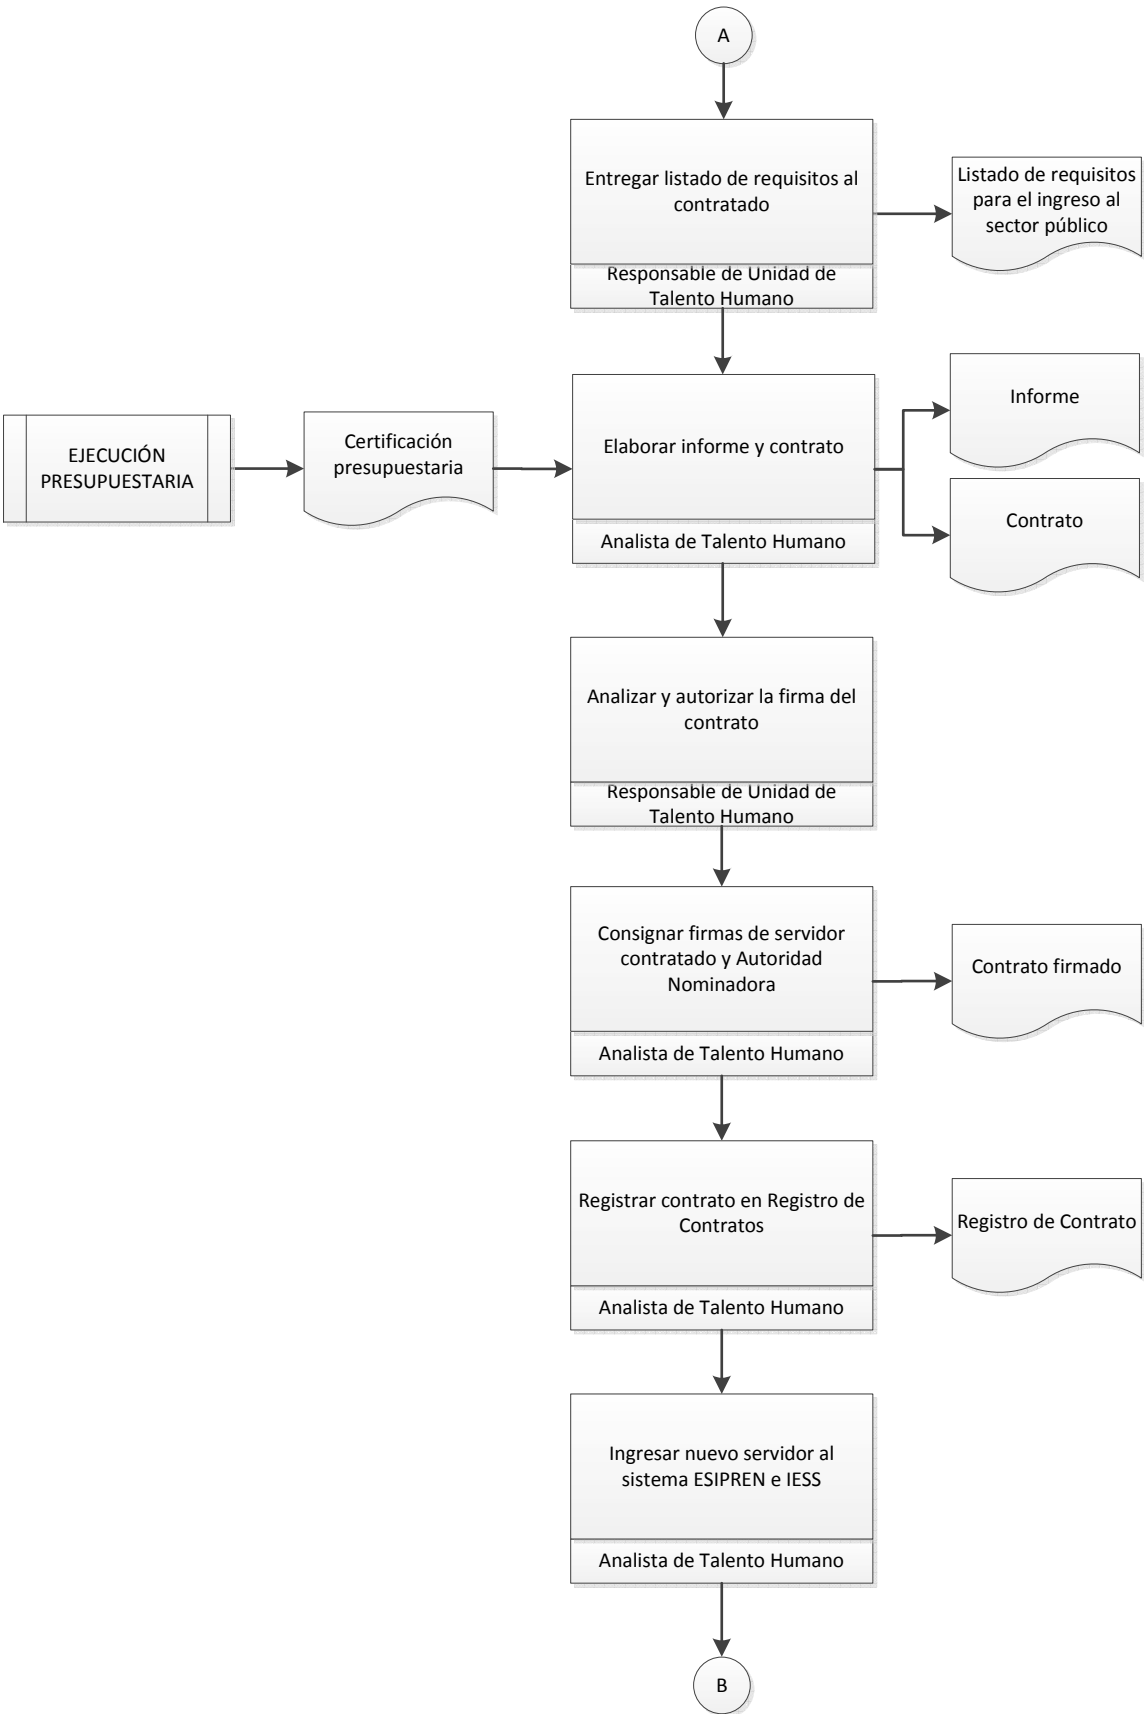 A
Entregar listado de requisitos al
contratado
Responsable de Unidad de
Talento Humano
Listado de requisitos
para el ingreso al
sector público
EJECUCIÓN
PRESUPUESTARIA
Certificación
presupuestaria
Elaborar informe y contrato
Analista de Talento Humano
Informe
Contrato
Analizar y autorizar la firma del
contrato
Responsable de Unidad de
Talento Humano
Consignar firmas de servidor
contratado y Autoridad
Nominadora
Analista de Talento Humano
Contrato firmado
Registrar contrato en Registro de
Contratos
Analista de Talento Humano
Registro de Contrato
Ingresar nuevo servidor al
sistema ESIPREN e IESS
Analista de Talento Humano
B